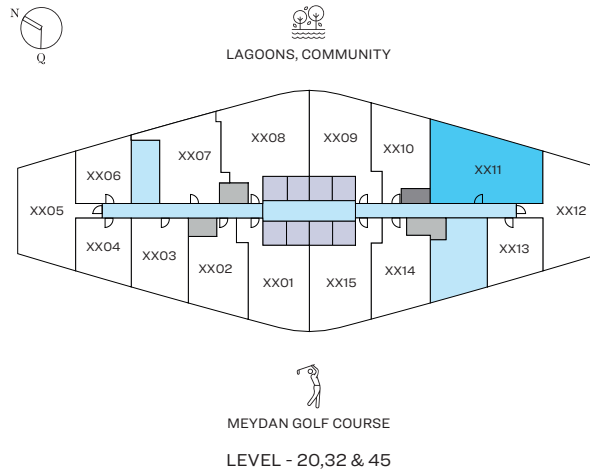 N
Q
LAGOONS, COMMUNITY
XX08
XX09
XX07
XX10
XX06
XX11
XX05
XX12
XX04
XX03
XX02
XX01
XX15
XX14
XX13
MEYDAN GOLF COURSE
LEVEL - 20,32 & 45